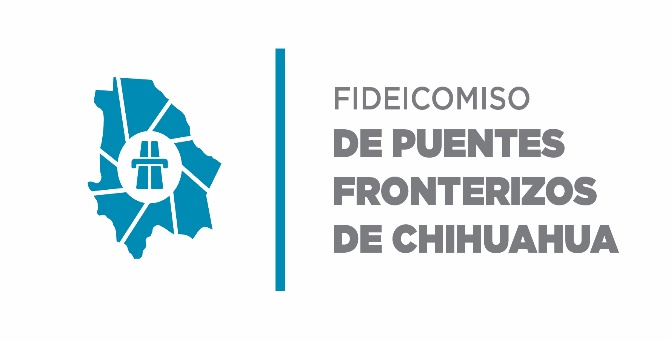 FIDEICOMISO
DE PUENTES
FRONTERIZOS
DE CHIHUAHUA